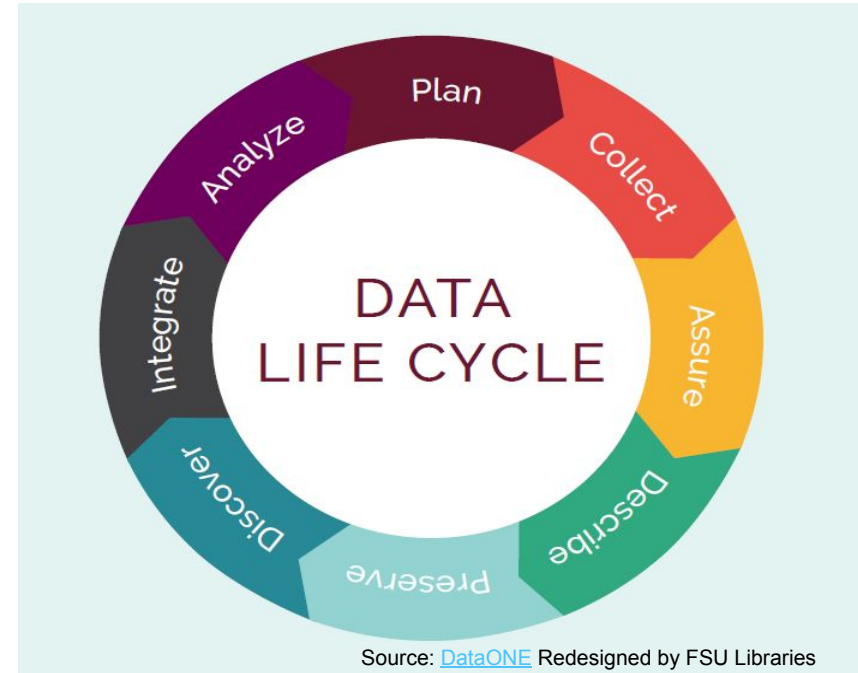 Plan
Collect
Assure
Describe
Preserve
Discover
Integrate
Analyze
DATA
LIFE CYCLE
Source: DataONE Redesigned by FSU Libraries